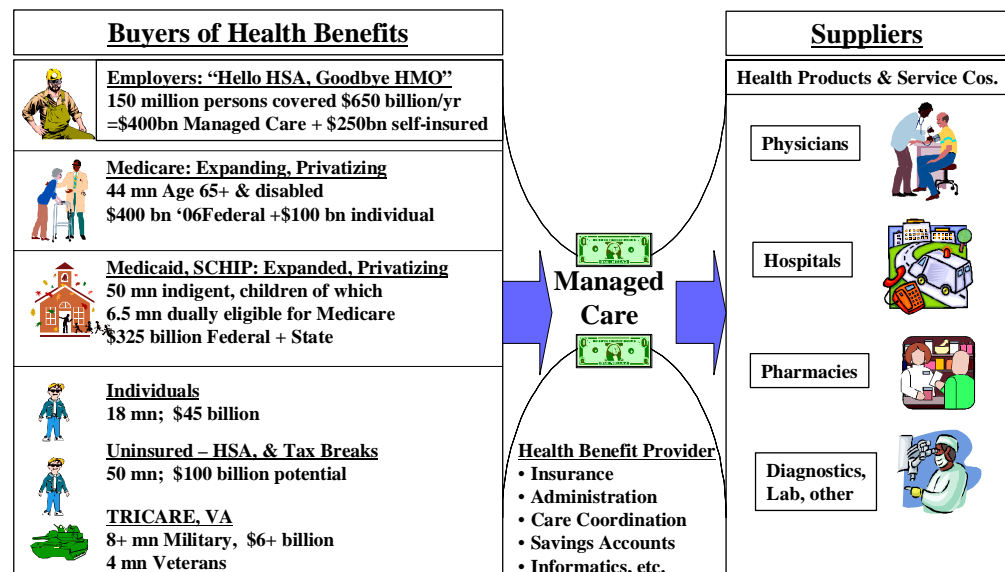 Buyers of Health Benefits
Employers: “Hello HSA, Goodbye HMO”
150 million persons covered $650 billion/yr
=$400bn Managed Care + $250bn self-insured
Medicare: Expanding, Privatizing
44 mn Age 65+ & disabled
$400 bn ‘06Federal +$100 bn individual
Medicaid, SCHIP: Expanded, Privatizing
50 mn indigent, children of which
6.5 mn dually eligible for Medicare
$325 billion Federal + State
Individuals
18 mn; $45 billion
Uninsured – HSA, & Tax Breaks
50 mn; $100 billion potential
TRICARE, VA
8+ mn Military, $6+ billion
4 mn Veterans
Managed
Care
Health Benefit Provider
• Insurance
• Administration
• Care Coordination
• Savings Accounts
• Informatics, etc.
Suppliers
Health Products & Service Cos.
Physicians
Hospitals
Pharmacies
Diagnostics,
Lab, other